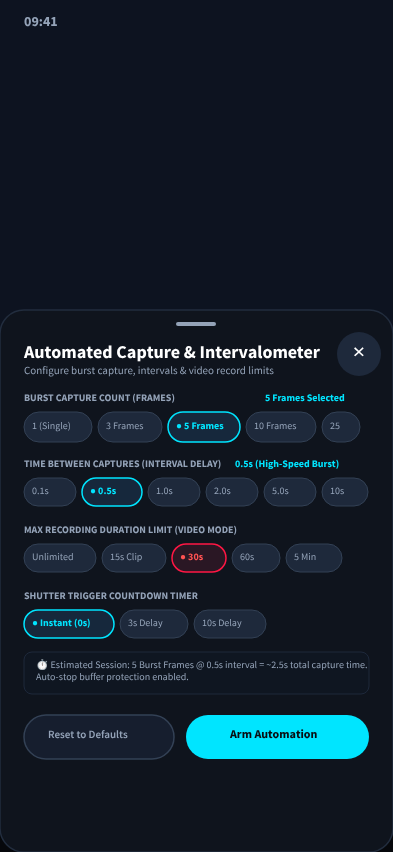 09:41
Automated Capture & Intervalometer
✕
Configure burst capture, intervals & video record limits
BURST CAPTURE COUNT (FRAMES) 5 Frames Selected
1 (Single) 3 Frames ● 5 Frames 10 Frames 25
TIME BETWEEN CAPTURES (INTERVAL DELAY) 0.5s (High-Speed Burst)
0.1s ● 0.5s 1.0s 2.0s 5.0s 10s
MAX RECORDING DURATION LIMIT (VIDEO MODE)
Unlimited 15s Clip ● 30s 60s 5 Min
SHUTTER TRIGGER COUNTDOWN TIMER
● Instant (0s) 3s Delay 10s Delay
⏱️ Estimated Session: 5 Burst Frames @ 0.5s interval = ~2.5s total capture time.
Auto-stop buffer protection enabled.
Reset to Defaults Arm Automation